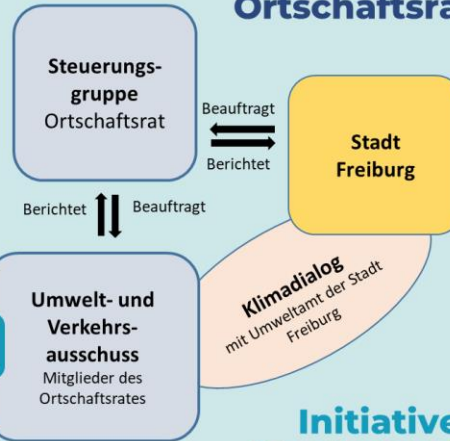 Ortschaftsra
Steuerungs-
gruppe
Ortschaftsrat
Beauftragt
Berichtet
Stadt
Freiburg
Berichtet
Beauftragt
Klimadialog
mit Umweltamt der Stadt
Freiburg
Umwelt- und
Verkehrs-
ausschuss
Mitglieder des
Ortschaftsrates
Initiative